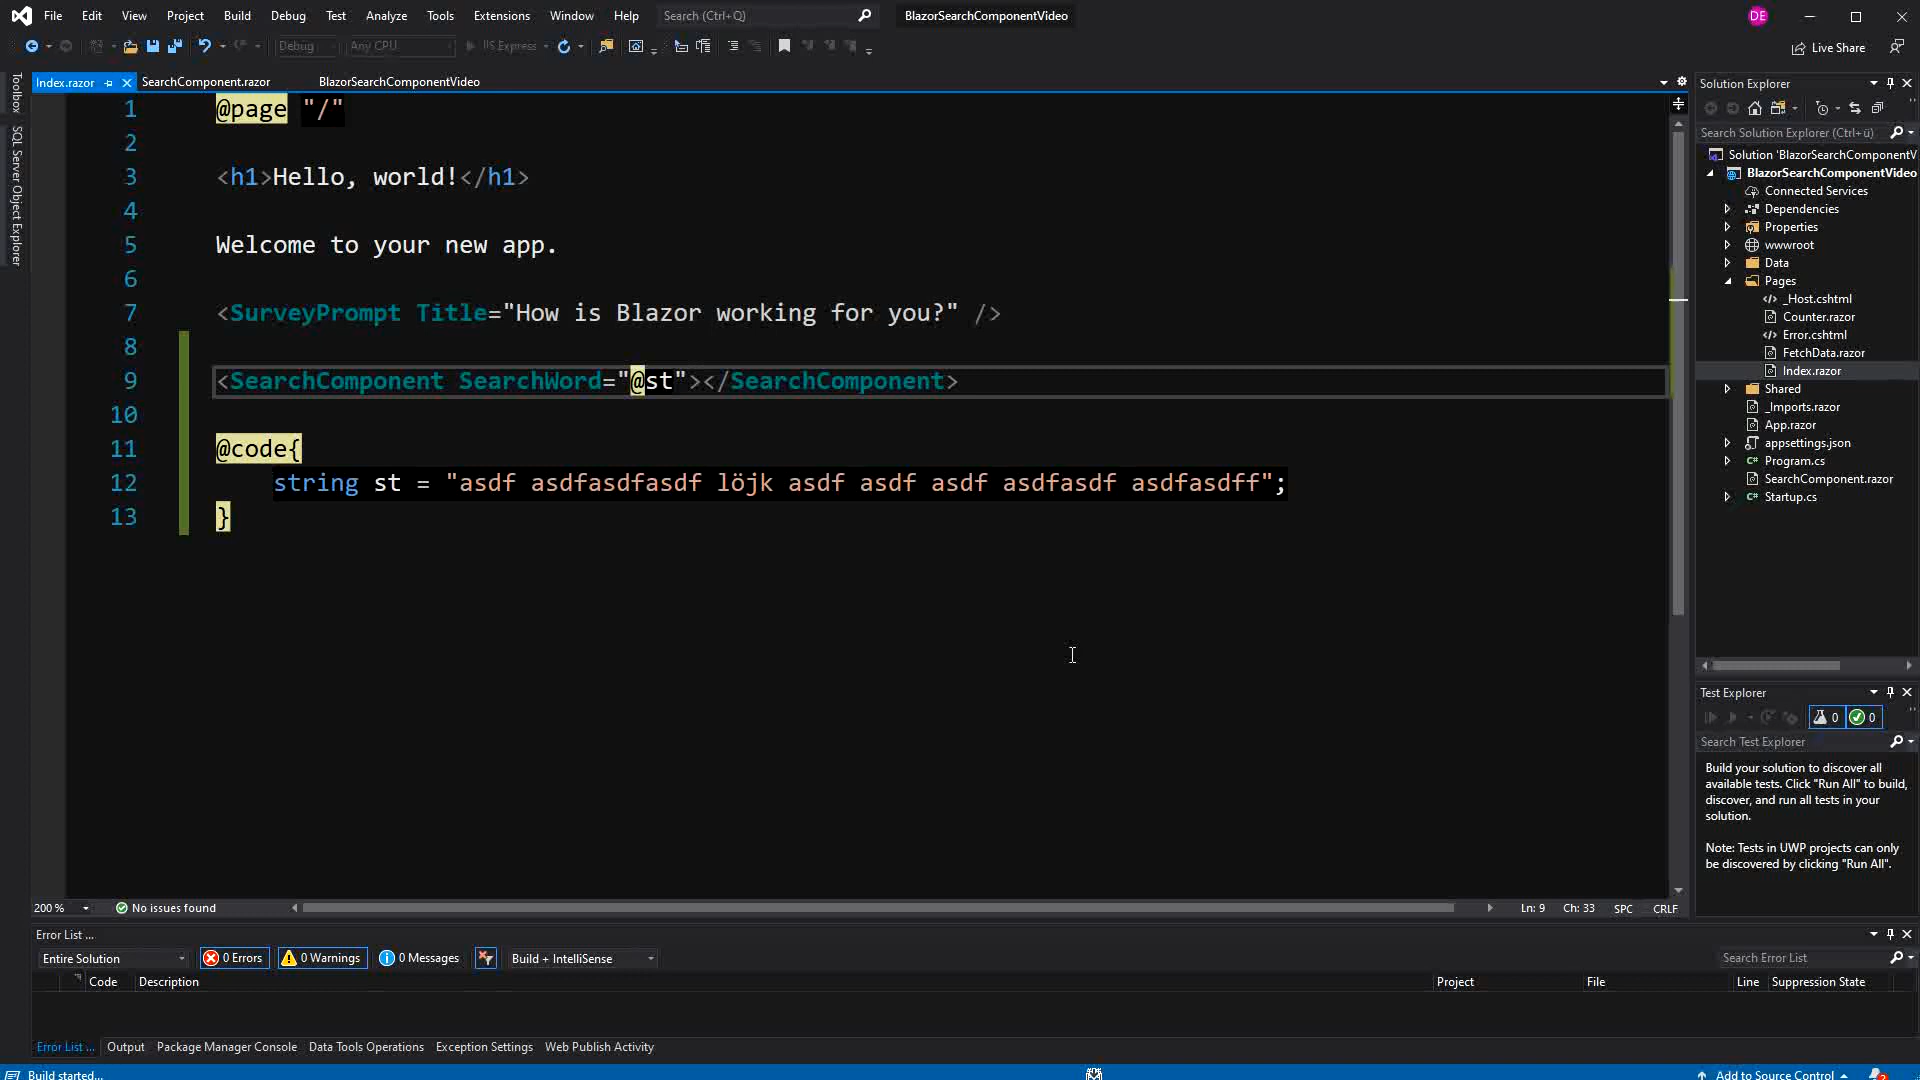 File Edit View Project Build Debug Test Analyze Tools Extensions Window Help Search (Ctrl+Q) BlazorSearchComponentVideo DE
Debug Any CPU IIS Express Live Share
Index.razor SearchComponent.razor BlazorSearchComponentVideo
Toolbox
SQL Server Object Explorer
1 @page "/"
2
3 <h1>Hello, world!</h1>
4
5 Welcome to your new app.
6
7 <SurveyPrompt Title="How is Blazor working for you?" />
8
9 <SearchComponent SearchWord="@st"></SearchComponent>
10
11 @code{
12 string st = "asdf asdfasdfasdf löjk asdf asdf asdf asdfasdf asdfasdff";
13 }
200 % No issues found Ln: 9 Ch: 33 SPC CRLF
Solution Explorer
Search Solution Explorer (Ctrl+ü)
Solution 'BlazorSearchComponentV
BlazorSearchComponentVideo
Connected Services
Dependencies
Properties
wwwroot
Data
Pages
_Host.cshtml
Counter.razor
Error.cshtml
FetchData.razor
Index.razor
Shared
_Imports.razor
App.razor
appsettings.json
C# Program.cs
SearchComponent.razor
C# Startup.cs
Test Explorer
0 0
Search Test Explorer
Build your solution to discover all
available tests. Click "Run All" to build,
discover, and run all tests in your
solution.
Note: Tests in UWP projects can only
be discovered by clicking "Run All".
Error List ...
Entire Solution 0 Errors 0 Warnings 0 Messages Build + IntelliSense Search Error List
Code Description Project File Line Suppression State
Error List ... Output Package Manager Console Data Tools Operations Exception Settings Web Publish Activity
Build started... Add to Source Control 2